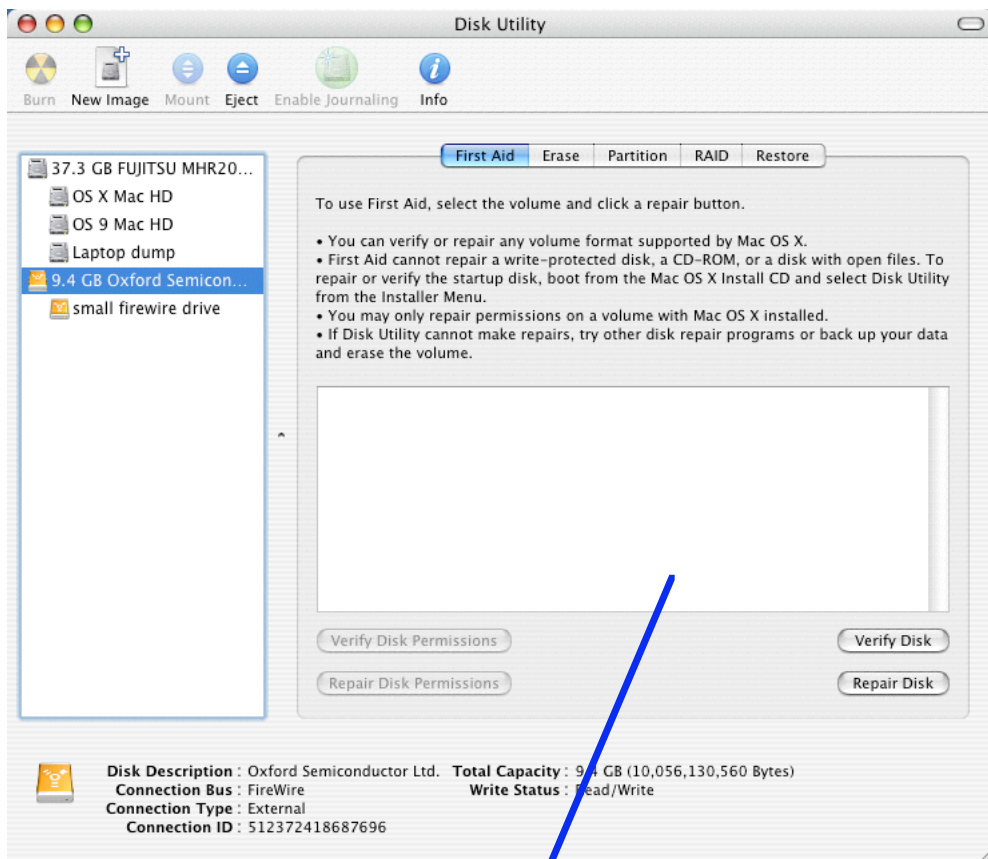 Disk Utility
Burn New Image Mount Eject Enable Journaling Info
37.3 GB FUJITSU MHR20...
OS X Mac HD
OS 9 Mac HD
Laptop dump
9.4 GB Oxford Semicon...
small firewire drive
First Aid Erase Partition RAID Restore
To use First Aid, select the volume and click a repair button.
• You can verify or repair any volume format supported by Mac OS X.
• First Aid cannot repair a write-protected disk, a CD-ROM, or a disk with open files. To
repair or verify the startup disk, boot from the Mac OS X Install CD and select Disk Utility
from the Installer Menu.
• You may only repair permissions on a volume with Mac OS X installed.
• If Disk Utility cannot make repairs, try other disk repair programs or back up your data
and erase the volume.
Verify Disk Permissions
Verify Disk
Repair Disk Permissions
Repair Disk
Disk Description : Oxford Semiconductor Ltd.
Connection Bus : FireWire
Connection Type : External
Connection ID : 512372418687696
Total Capacity : 9.4 GB (10,056,130,560 Bytes)
Write Status : Read/Write